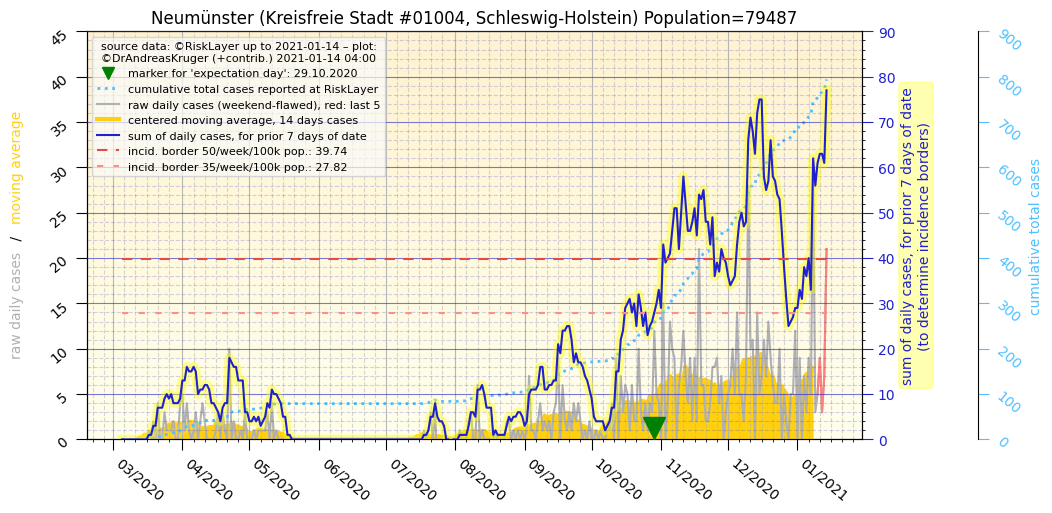 Neumünster (Kreisfreie Stadt #01004, Schleswig-Holstein) Population=79487
source data: ©RiskLayer up to 2021-01-14 – plot:
©DrAndreasKruger (+contrib.) 2021-01-14 04:00
marker for 'expectation day': 29.10.2020
cumulative total cases reported at RiskLayer
raw daily cases (weekend-flawed), red: last 5
centered moving average, 14 days cases
sum of daily cases, for prior 7 days of date
incid. border 50/week/100k pop.: 39.74
incid. border 35/week/100k pop.: 27.82
raw daily cases / moving average
45
40
35
30
25
20
15
10
5
0
03/2020
04/2020
05/2020
06/2020
07/2020
08/2020
09/2020
10/2020
11/2020
12/2020
01/2021
90
80
70
60
50
40
30
20
10
0
sum of daily cases, for prior 7 days of date
(to determine incidence borders)
900
800
700
600
500
400
300
200
100
0
cumulative total cases